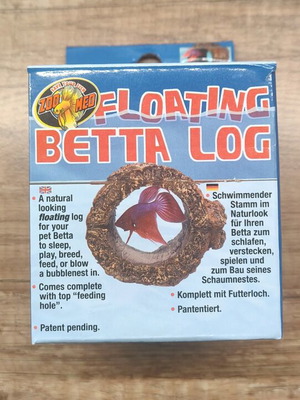 ZOO MED
FLOATING
BETTA LOG
• A natural
looking
floating log
for your
pet Betta
to sleep,
play, breed,
feed, or blow
a bubblenest in.
• Comes complete
with top "feeding
hole".
• Patent pending.
• Schwimmender
Stamm im
Naturlook
für Ihren
Betta zum
schlafen,
verstecken,
spielen und
zum Bau seines
Schaumnestes.
• Komplett mit Futterloch.
• Pantentiert.